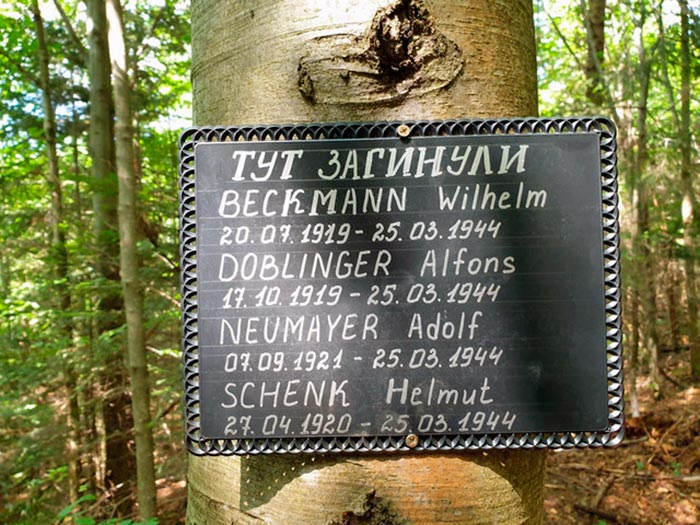 ТУТ ЗАГИНУЛИ
BECKMANN Wilhelm
20.07.1919 - 25.03.1944
DOBLINGER Alfons
17.10.1919 - 25.03.1944
NEUMAYER Adolf
07.09.1921 - 25.03.1944
SCHENK Helmut
27.04.1920 - 25.03.1944